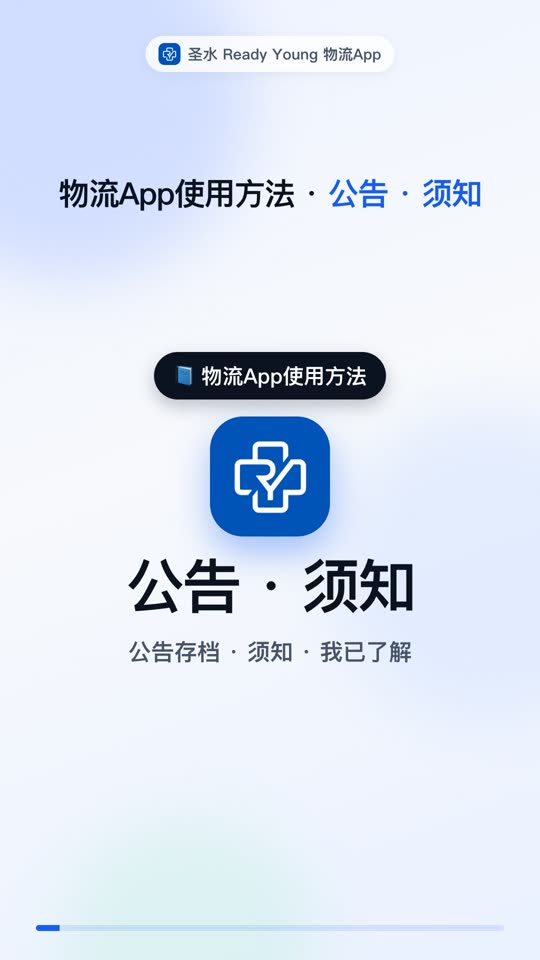 圣水 Ready Young 物流App
物流App使用方法 · 公告 · 须知
物流App使用方法
RY
公告 · 须知
公告存档 · 须知 · 我已了解